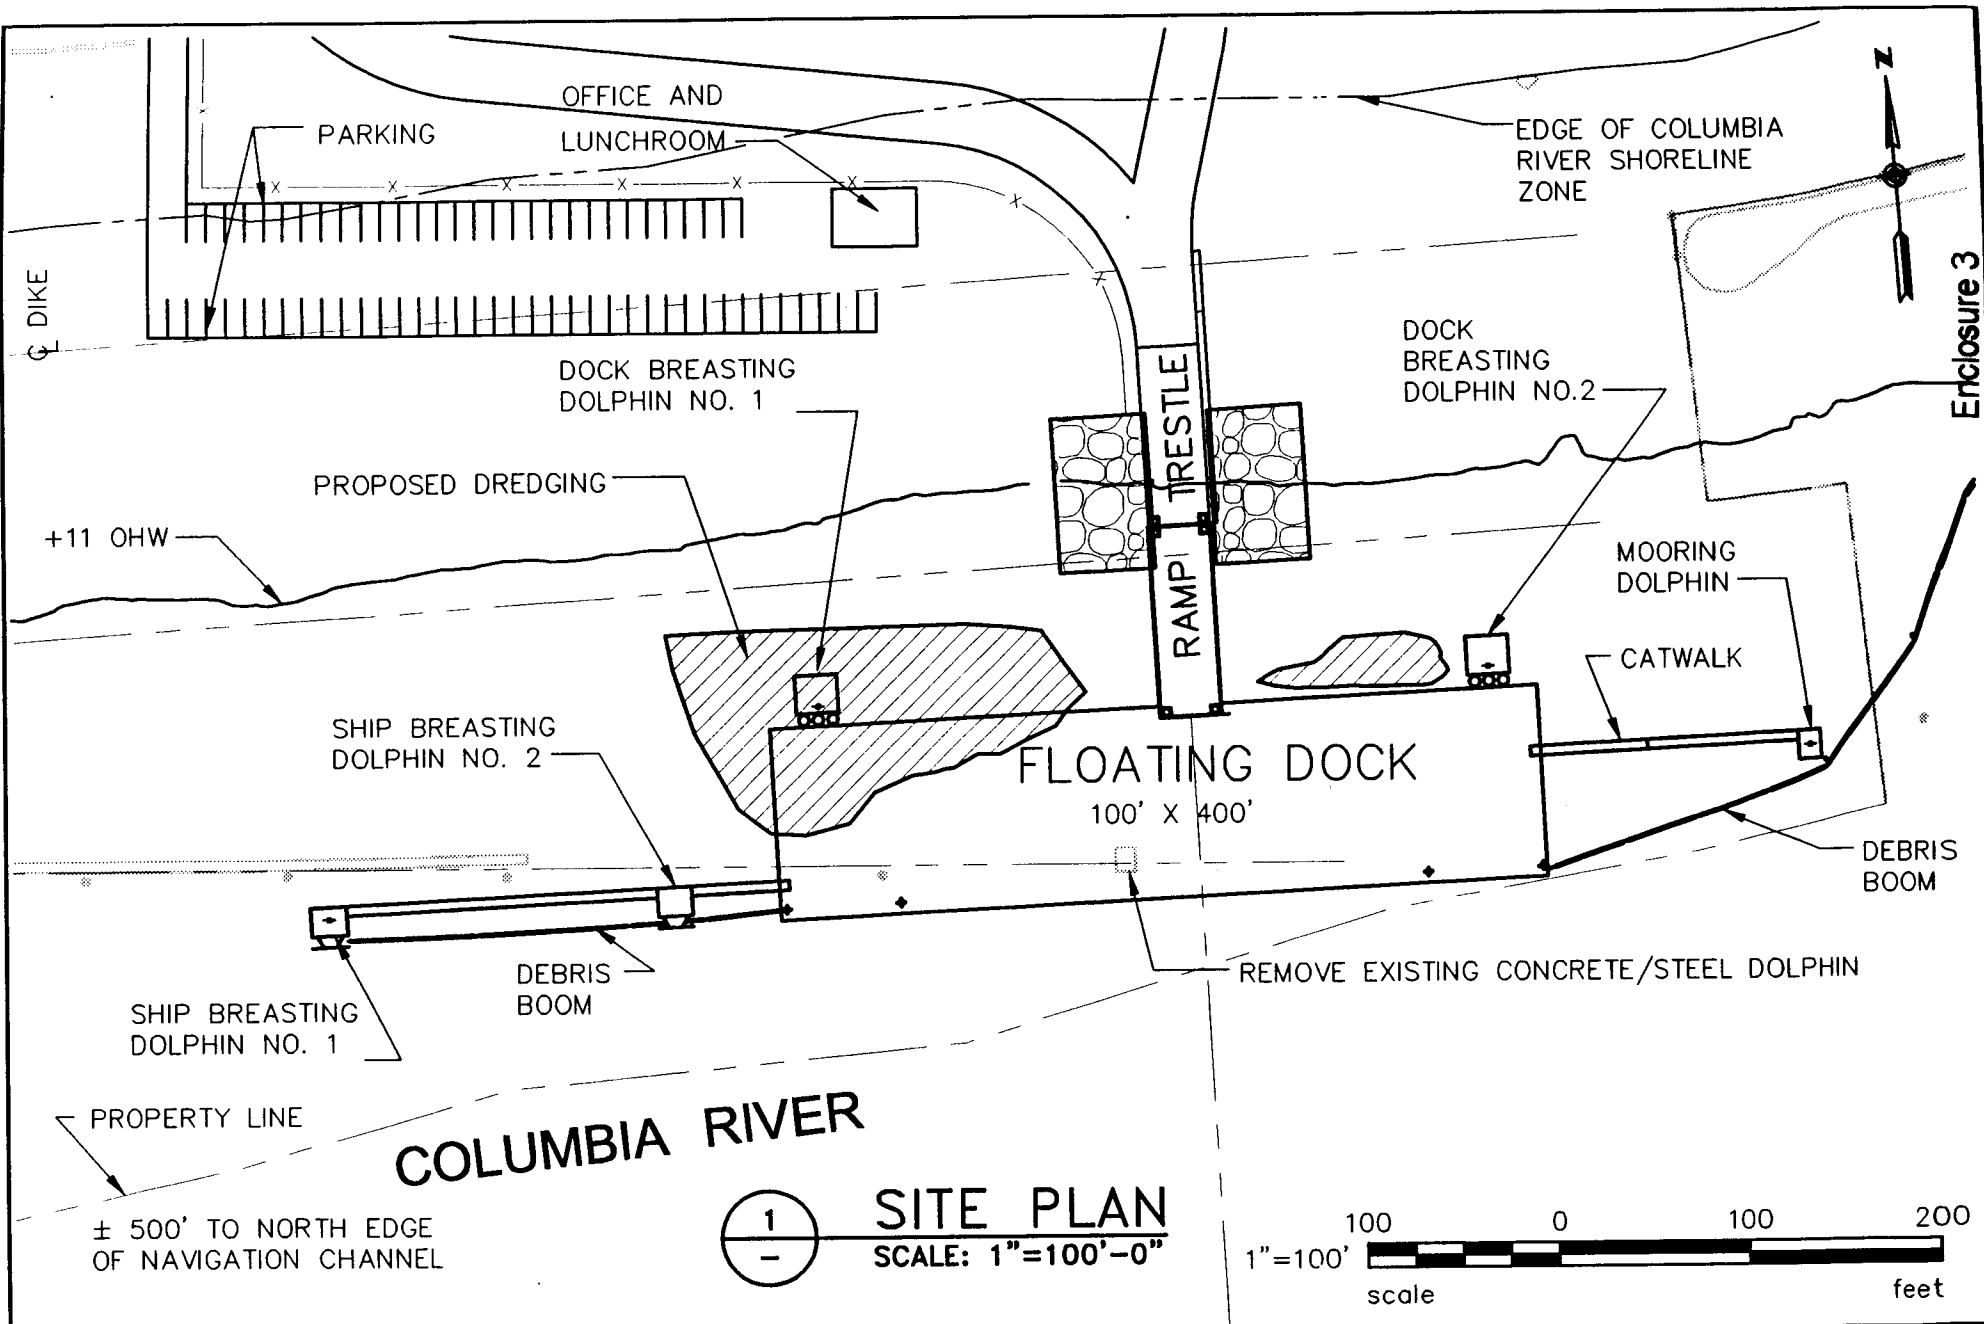 OFFICE AND
LUNCHROOM
PARKING
EDGE OF COLUMBIA
RIVER SHORELINE
ZONE
N
Enclosure 3
℄ DIKE
DOCK BREASTING
DOLPHIN NO. 1
DOCK
BREASTING
DOLPHIN NO.2
TRESTLE
RAMP
PROPOSED DREDGING
+11 OHW
MOORING
DOLPHIN
CATWALK
SHIP BREASTING
DOLPHIN NO. 2
FLOATING DOCK
100' X 400'
DEBRIS
BOOM
DEBRIS
BOOM
REMOVE EXISTING CONCRETE/STEEL DOLPHIN
SHIP BREASTING
DOLPHIN NO. 1
PROPERTY LINE
COLUMBIA RIVER
± 500' TO NORTH EDGE
OF NAVIGATION CHANNEL
1
–
SITE PLAN
SCALE: 1"=100'-0"
100 0 100 200
1"=100'
scale feet